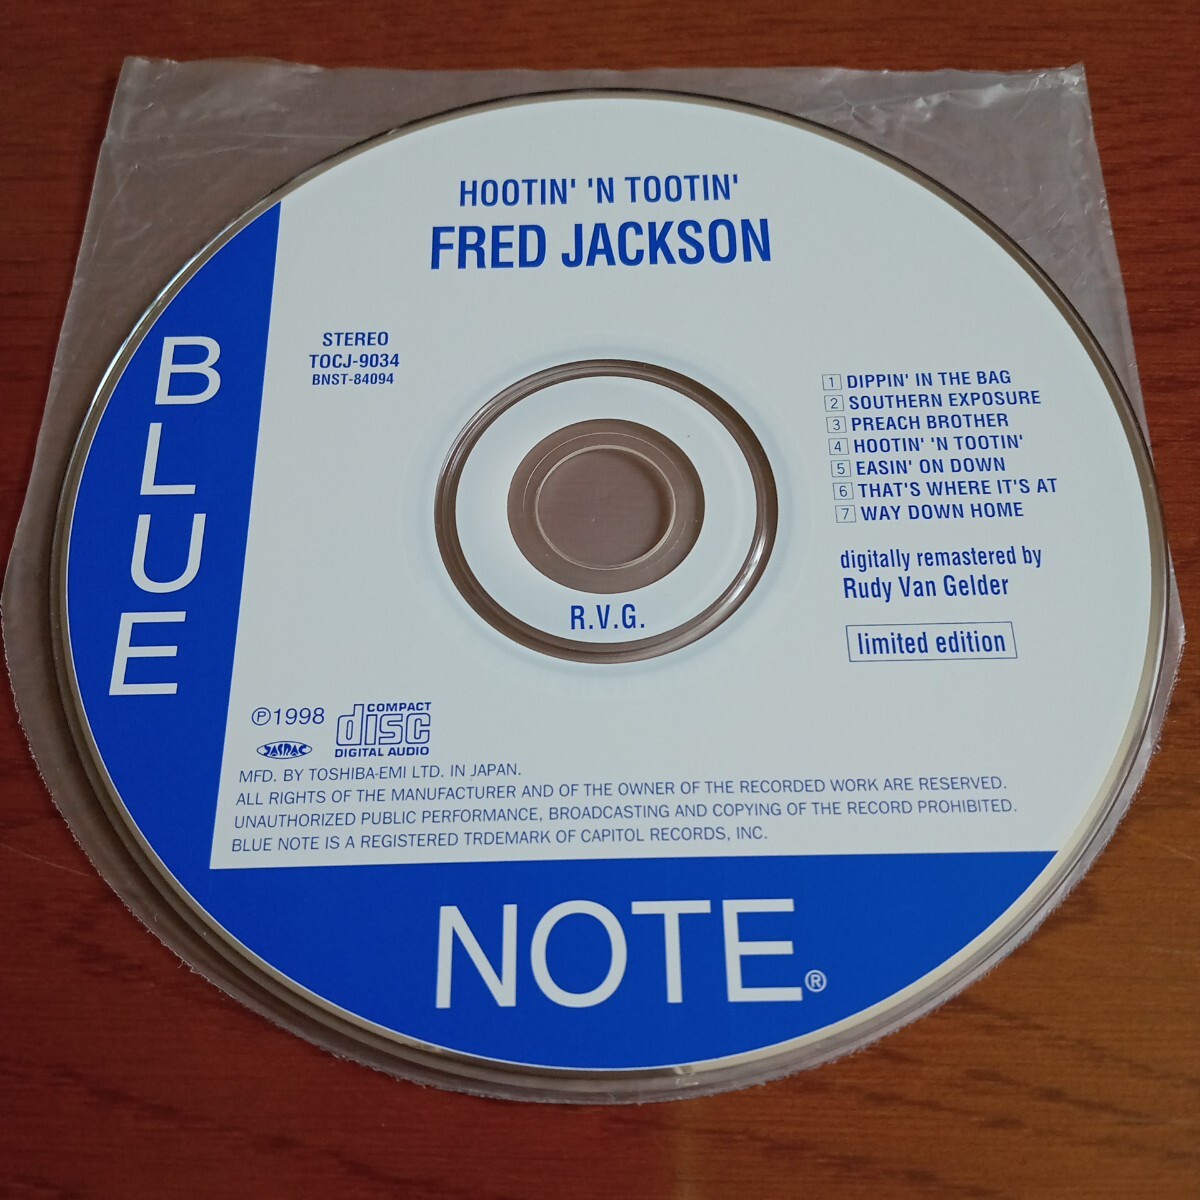 HOOTIN' 'N TOOTIN'
FRED JACKSON
BLUE
STEREO
TOCJ-9034
BNST-84094
1 DIPPIN' IN THE BAG
2 SOUTHERN EXPOSURE
3 PREACH BROTHER
4 HOOTIN' 'N TOOTIN'
5 EASIN' ON DOWN
6 THAT'S WHERE IT'S AT
7 WAY DOWN HOME
digitally remastered by
Rudy Van Gelder
limited edition
R.V.G.
℗1998
COMPACT
disc
DIGITAL AUDIO
JASRAC
MFD. BY TOSHIBA-EMI LTD. IN JAPAN.
ALL RIGHTS OF THE MANUFACTURER AND OF THE OWNER OF THE RECORDED WORK ARE RESERVED.
UNAUTHORIZED PUBLIC PERFORMANCE, BROADCASTING AND COPYING OF THE RECORD PROHIBITED.
BLUE NOTE IS A REGISTERED TRDEMARK OF CAPITOL RECORDS, INC.
NOTE®